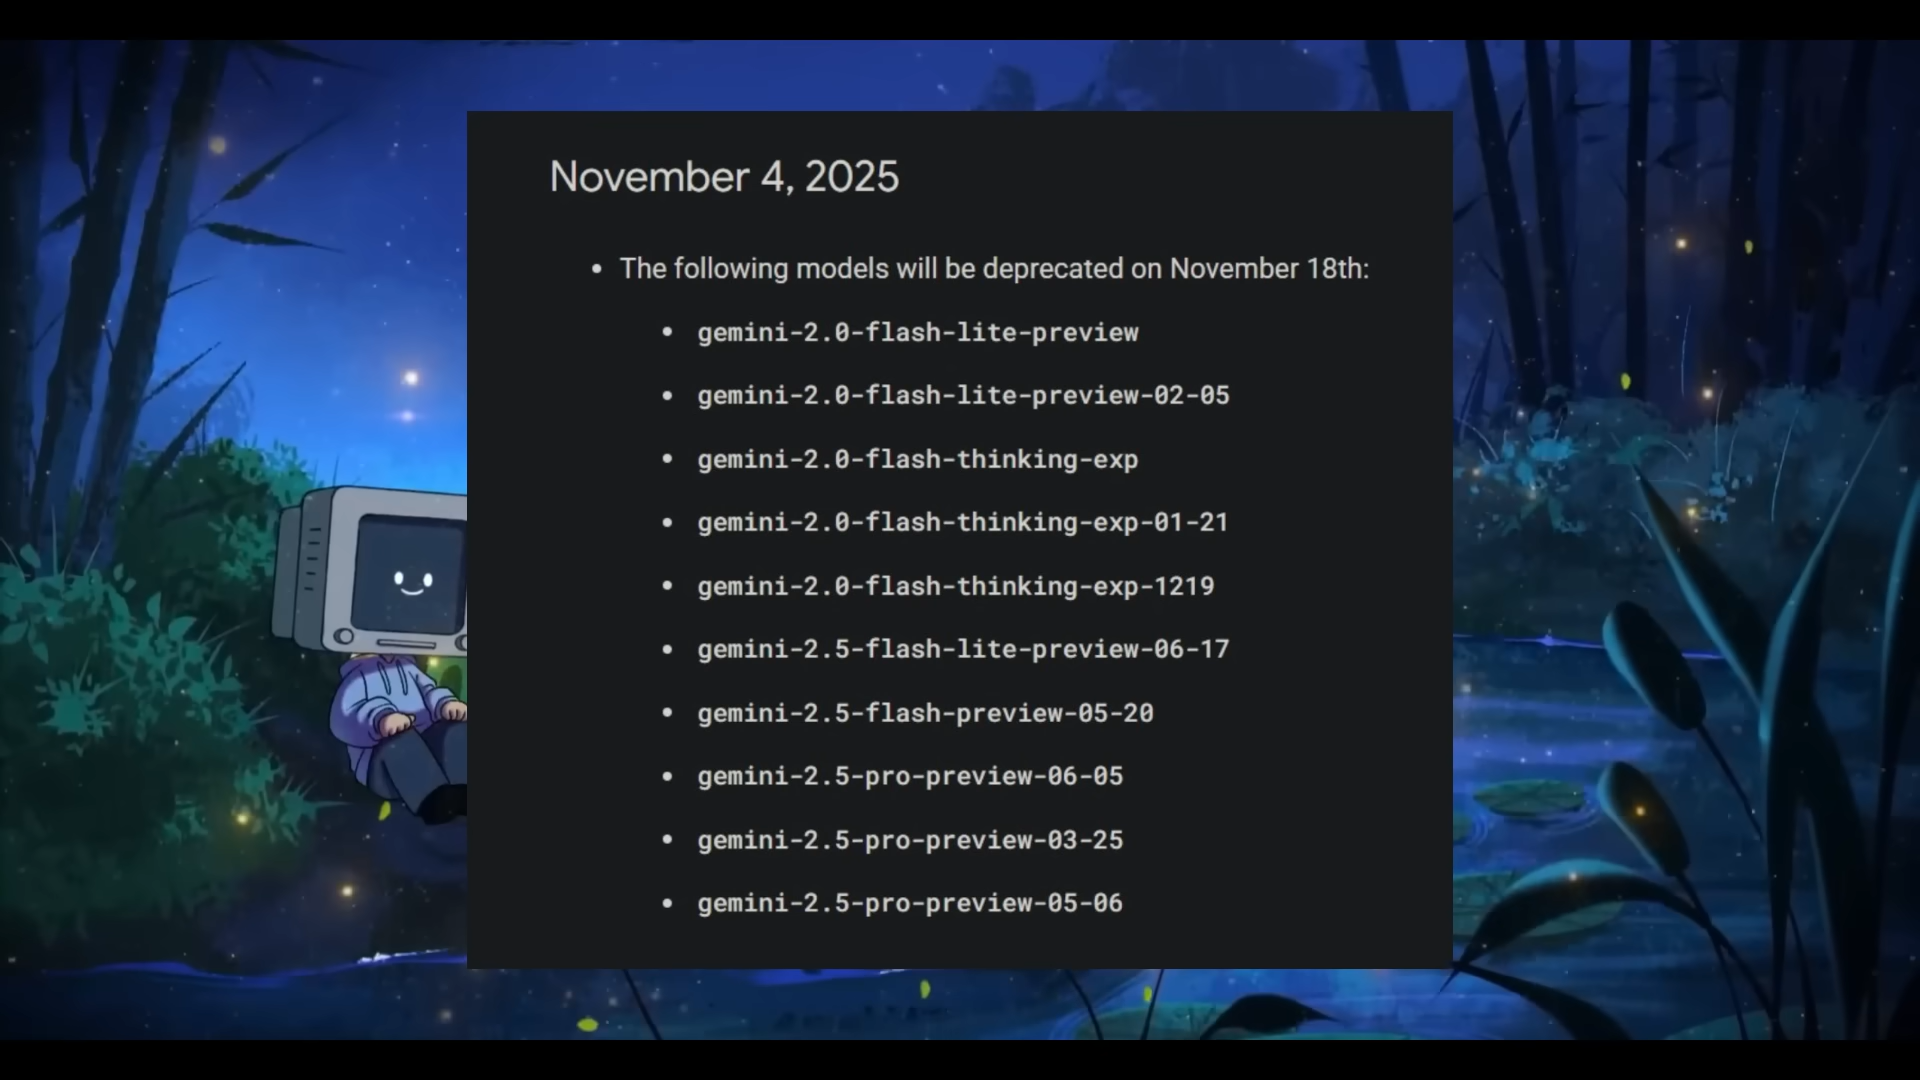 November 4, 2025
• The following models will be deprecated on November 18th:
• gemini-2.0-flash-lite-preview
• gemini-2.0-flash-lite-preview-02-05
• gemini-2.0-flash-thinking-exp
• gemini-2.0-flash-thinking-exp-01-21
• gemini-2.0-flash-thinking-exp-1219
• gemini-2.5-flash-lite-preview-06-17
• gemini-2.5-flash-preview-05-20
• gemini-2.5-pro-preview-06-05
• gemini-2.5-pro-preview-03-25
• gemini-2.5-pro-preview-05-06